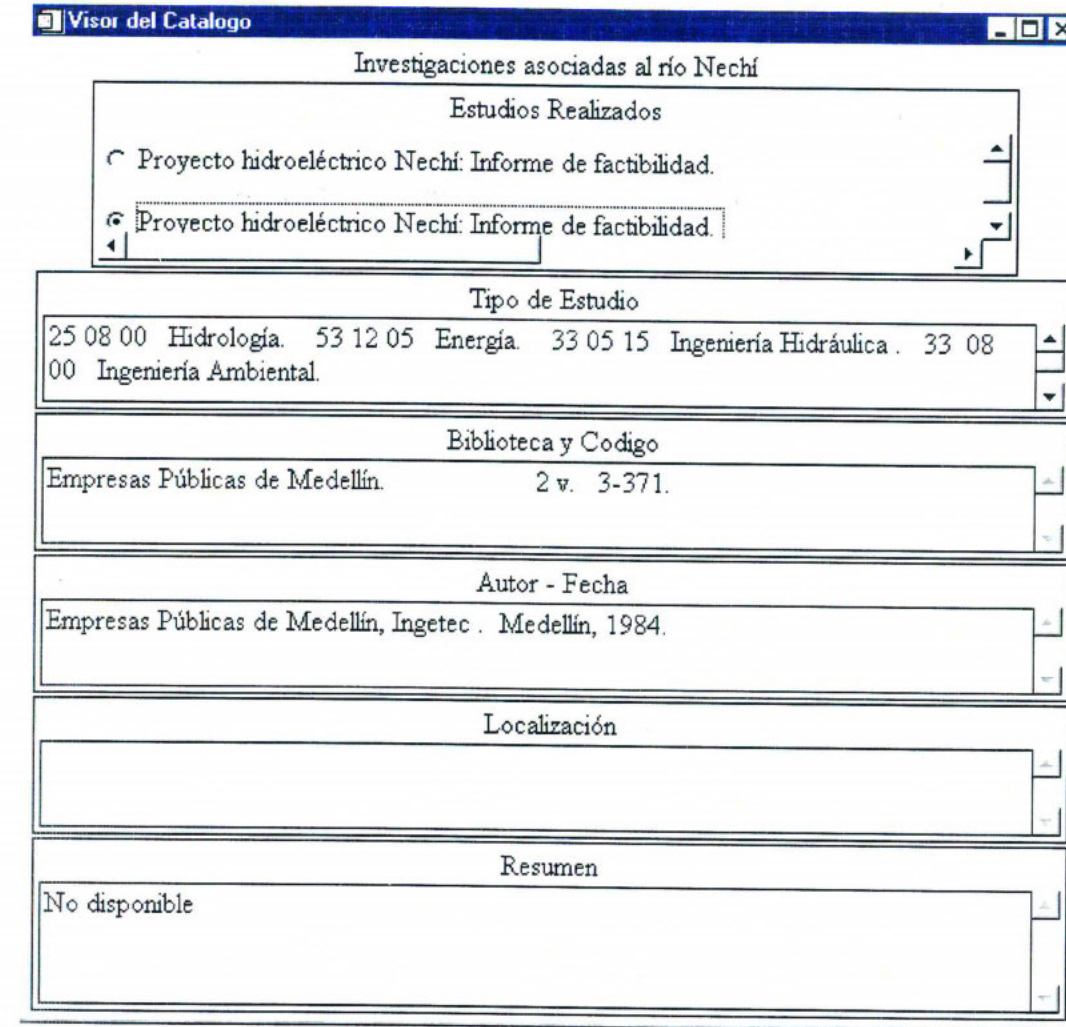 Visor del Catalogo
Investigaciones asociadas al río Nechí
Estudios Realizados
Proyecto hidroeléctrico Nechí: Informe de factibilidad.
Proyecto hidroeléctrico Nechí: Informe de factibilidad.
Tipo de Estudio
25 08 00 Hidrología. 53 12 05 Energía. 33 05 15 Ingeniería Hidráulica . 33 08
00 Ingeniería Ambiental.
Biblioteca y Codigo
Empresas Públicas de Medellín. 2 v. 3-371.
Autor - Fecha
Empresas Públicas de Medellín, Ingetec . Medellín, 1984.
Localización
Resumen
No disponible